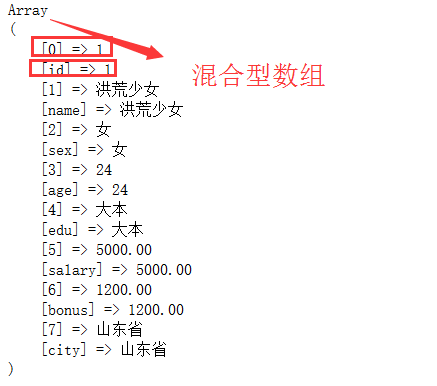 Array
(
[0] => 1
[id] => 1
混合型数组
[1] => 洪荒少女
[name] => 洪荒少女
[2] => 女
[sex] => 女
[3] => 24
[age] => 24
[4] => 大本
[edu] => 大本
[5] => 5000.00
[salary] => 5000.00
[6] => 1200.00
[bonus] => 1200.00
[7] => 山东省
[city] => 山东省
)